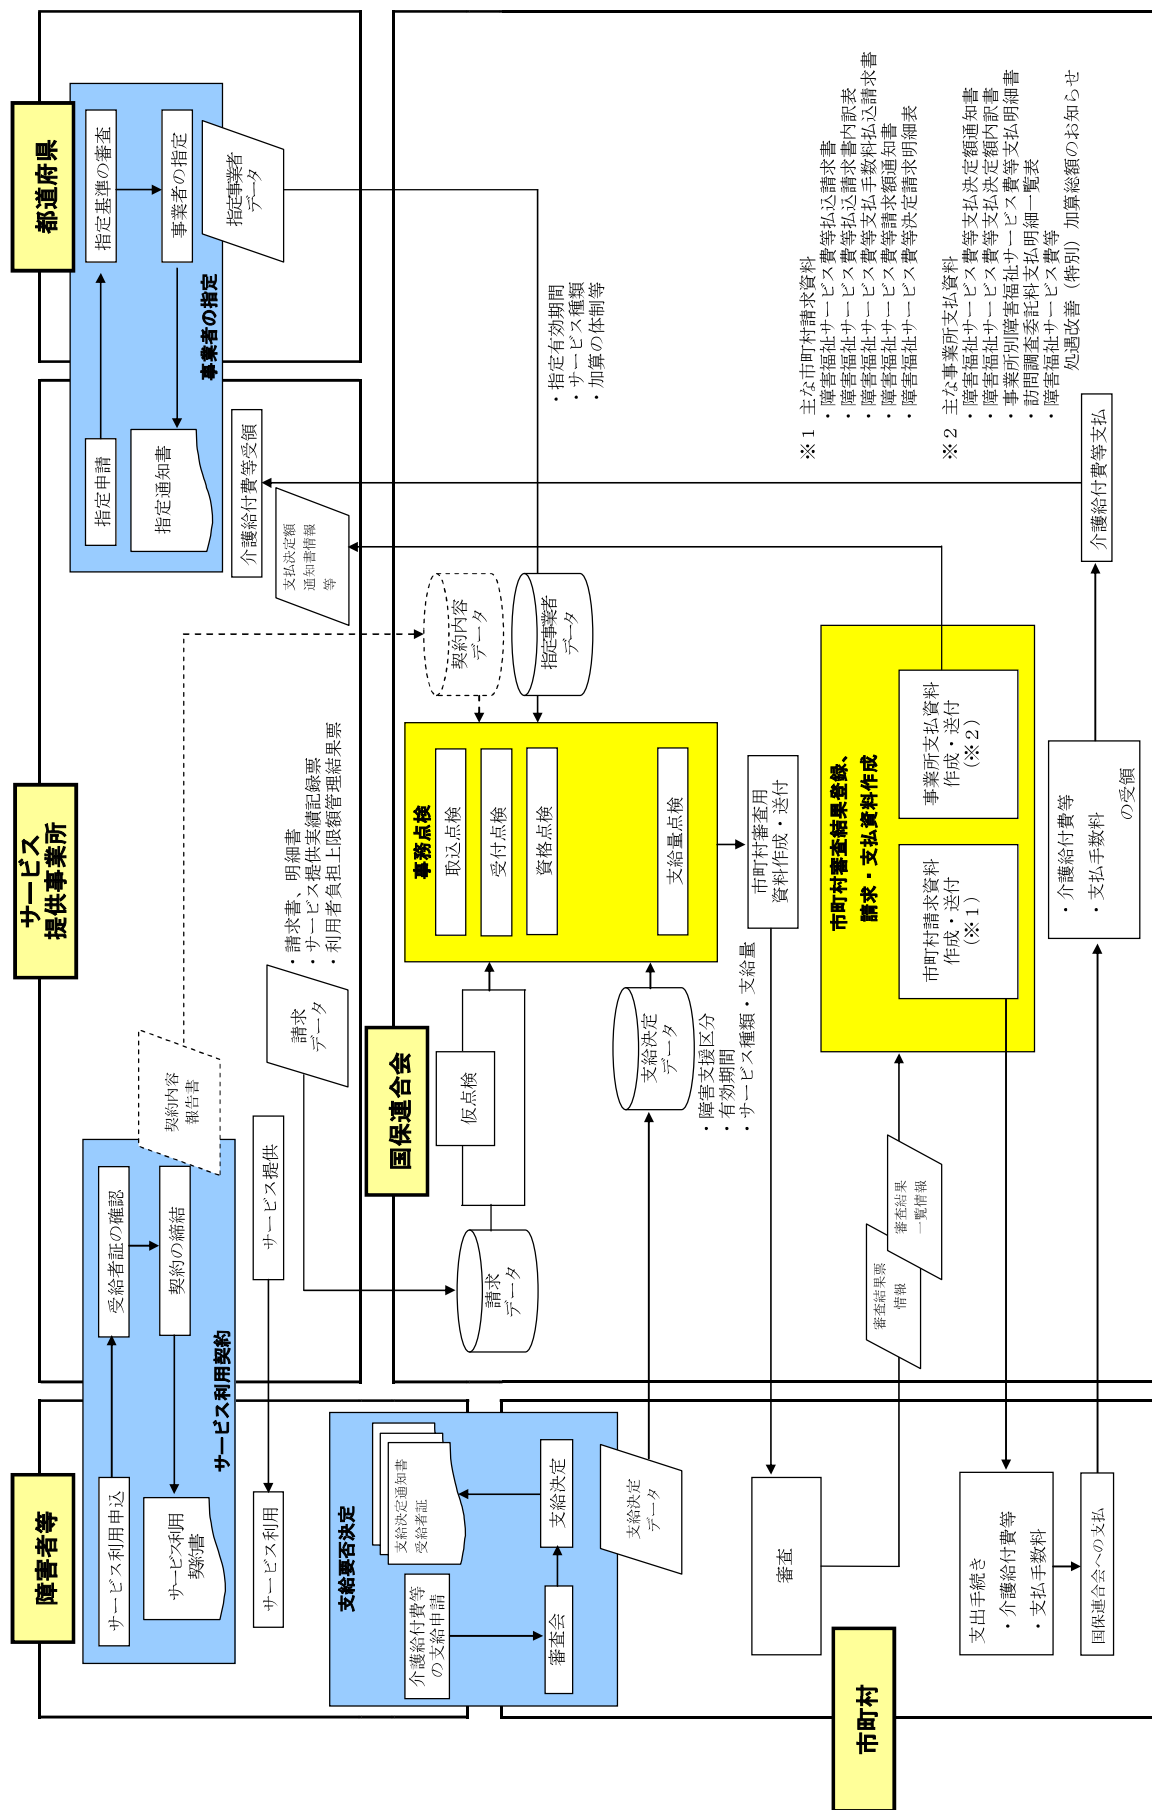 障害者等
サービス
提供事業所
都道府県
サービス利用申込
受給者証の確認
契約の締結
サービス利用
契約書
サービス利用契約
契約内容
報告書
サービス利用
サービス提供
指定申請
指定基準の審査
事業者の指定
指定通知書
事業者の指定
指定事業者
データ
介護給付費等受領
支払決定額
通知書情報
等
請求
データ
・請求書、明細書
・サービス提供実績記録票
・利用者負担上限額管理結果票
・指定有効期間
・サービス種類
・加算の体制等
支給要否決定
介護給付費等
の支給申請
支給決定通知書
受給者証
審査会
支給決定
支給決定
データ
国保連合会
請求
データ
仮点検
事務点検
取込点検
受付点検
資格点検
支給量点検
契約内容
データ
指定事業者
データ
支給決定
データ
・障害支援区分
・有効期間
・サービス種類・支給量
市町村審査用
資料作成・送付
審査
審査結果票
情報
審査結果
一覧情報
市町村審査結果登録、
請求・支払資料作成
市町村請求資料
作成・送付
(※1)
事業所支払資料
作成・送付
(※2)
市町村
支出手続き
・介護給付費等
・支払手数料
国保連合会への支払
・介護給付費等
・支払手数料
の受領
介護給付費等支払
※1 主な市町村請求資料
・障害福祉サービス費等払込請求書
・障害福祉サービス費等払込請求書内訳表
・障害福祉サービス費等支払手数料払込請求書
・障害福祉サービス費等請求額通知書
・障害福祉サービス費等決定請求明細表
※2 主な事業所支払資料
・障害福祉サービス費等支払決定額通知書
・障害福祉サービス費等支払決定額内訳書
・事業所別障害福祉サービス費等支払明細書
・訪問調査委託料支払明細一覧表
・障害福祉サービス費等
処遇改善（特別）加算総額のお知らせ